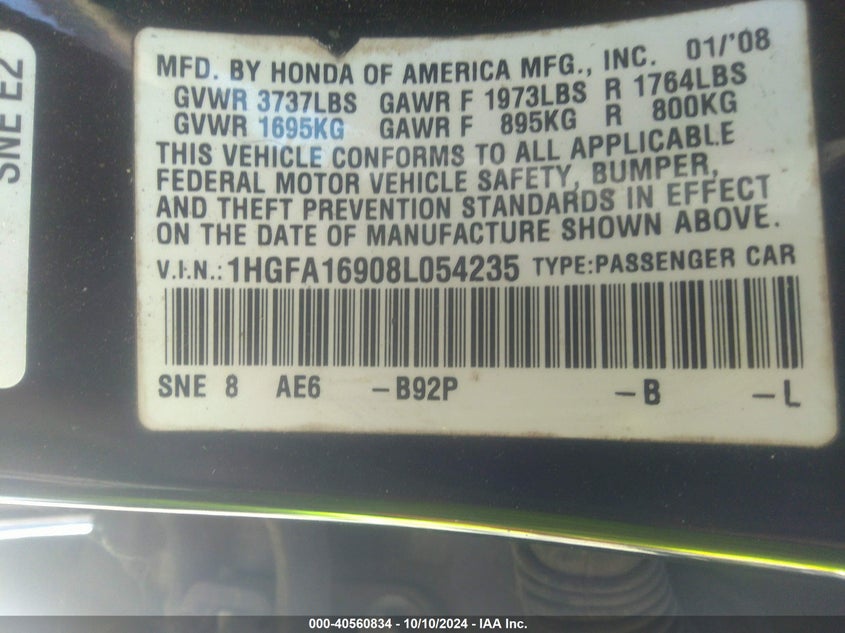 SNE E2
MFD. BY HONDA OF AMERICA MFG., INC. 01/'08
GVWR 3737LBS GAWR F 1973LBS R 1764LBS
GVWR 1695KG GAWR F 895KG R 800KG
THIS VEHICLE CONFORMS TO ALL APPLICABLE
FEDERAL MOTOR VEHICLE SAFETY, BUMPER,
AND THEFT PREVENTION STANDARDS IN EFFECT
ON THE DATE OF MANUFACTURE SHOWN ABOVE.
V.I.N.: 1HGFA16908L054235 TYPE:PASSENGER CAR
SNE 8 AE6 -B92P -B -L
000-40560834 - 10/10/2024 - IAA Inc.